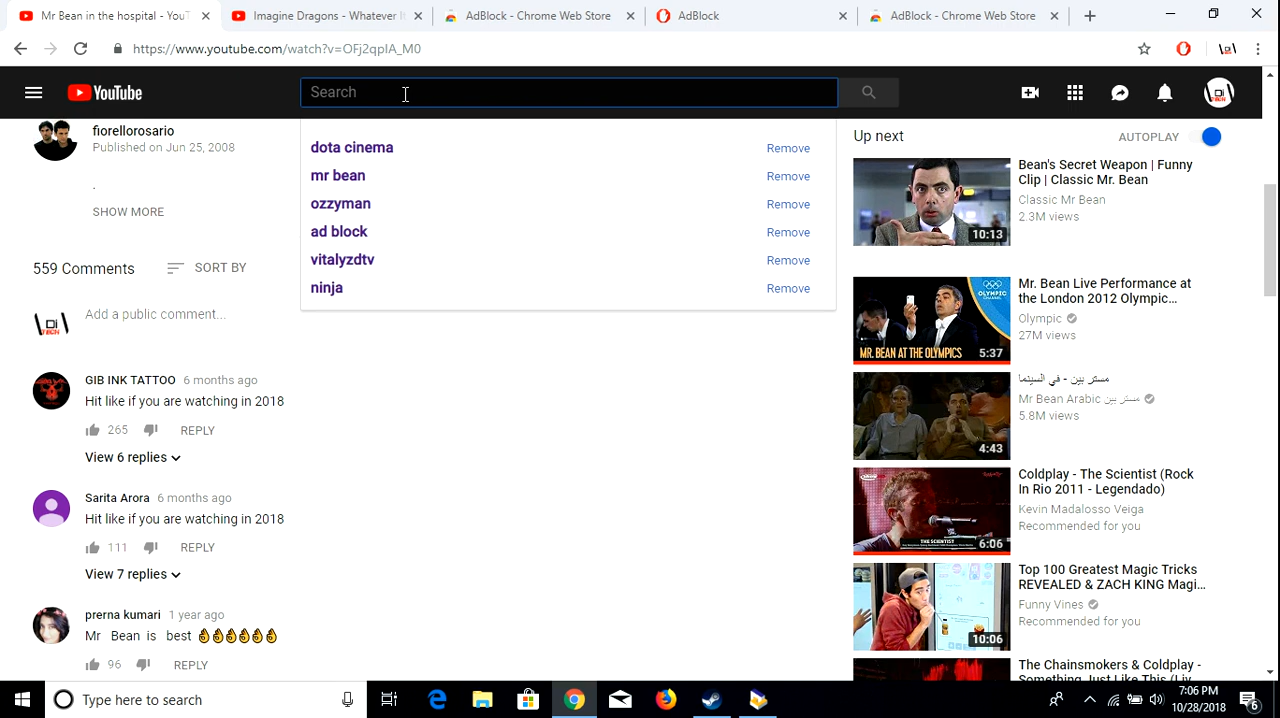 Mr Bean in the hospital - YouT
Imagine Dragons - Whatever I
AdBlock - Chrome Web Store
AdBlock
AdBlock - Chrome Web Store
https://www.youtube.com/watch?v=OFj2qpIA_M0
YouTube
Search
dota cinema Remove
mr bean Remove
ozzyman Remove
ad block Remove
vitalyzdtv Remove
ninja Remove
fiorellorosario
Published on Jun 25, 2008
.
SHOW MORE
559 Comments SORT BY
Add a public comment...
GIB INK TATTOO 6 months ago
Hit like if you are watching in 2018
265 REPLY
View 6 replies
Sarita Arora 6 months ago
Hit like if you are watching in 2018
111 REPLY
View 7 replies
prerna kumari 1 year ago
Mr Bean is best 👌👌👌👌👌👌
96 REPLY
Up next AUTOPLAY
Bean's Secret Weapon | Funny
Clip | Classic Mr. Bean
Classic Mr Bean
2.3M views
10:13
Mr. Bean Live Performance at
the London 2012 Olympic...
Olympic
27M views
OLYMPIC
CHANNEL
MR. BEAN AT THE OLYMPICS
5:37
مستر بين - في السينما
Mr Bean Arabic مستر بين
5.8M views
4:43
Coldplay - The Scientist (Rock
In Rio 2011 - Legendado)
Kevin Madalosso Veiga
Recommended for you
THE SCIENTIST
6:06
Top 100 Greatest Magic Tricks
REVEALED & ZACH KING Magi...
Funny Vines
Recommended for you
10:06
The Chainsmokers & Coldplay -
Something Just Like This (Liv
Type here to search
7:06 PM
10/28/2018
6